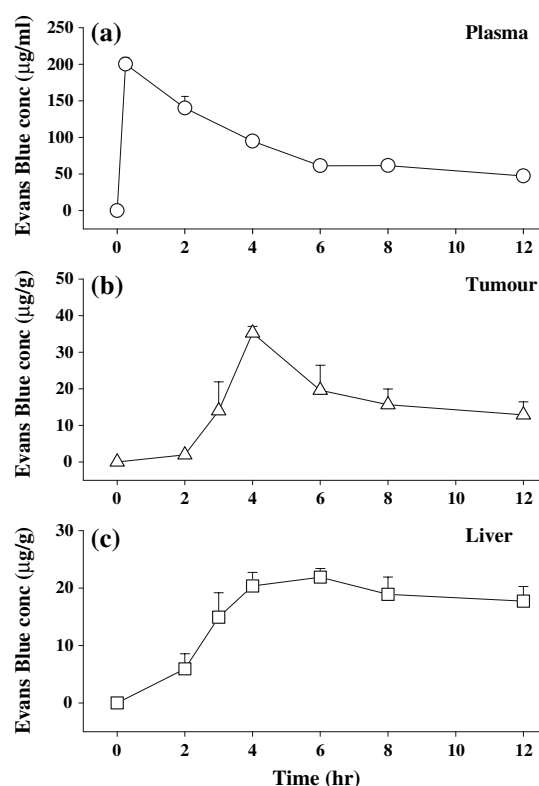 (a) Plasma
Evans Blue conc (µg/ml)
250
200
150
100
50
0
0 2 4 6 8 10 12
(b) Tumour
Evans Blue conc (µg/g)
50
40
30
20
10
0
0 2 4 6 8 10 12
(c) Liver
Evans Blue conc (µg/g)
30
20
10
0
0 2 4 6 8 10 12
Time (hr)